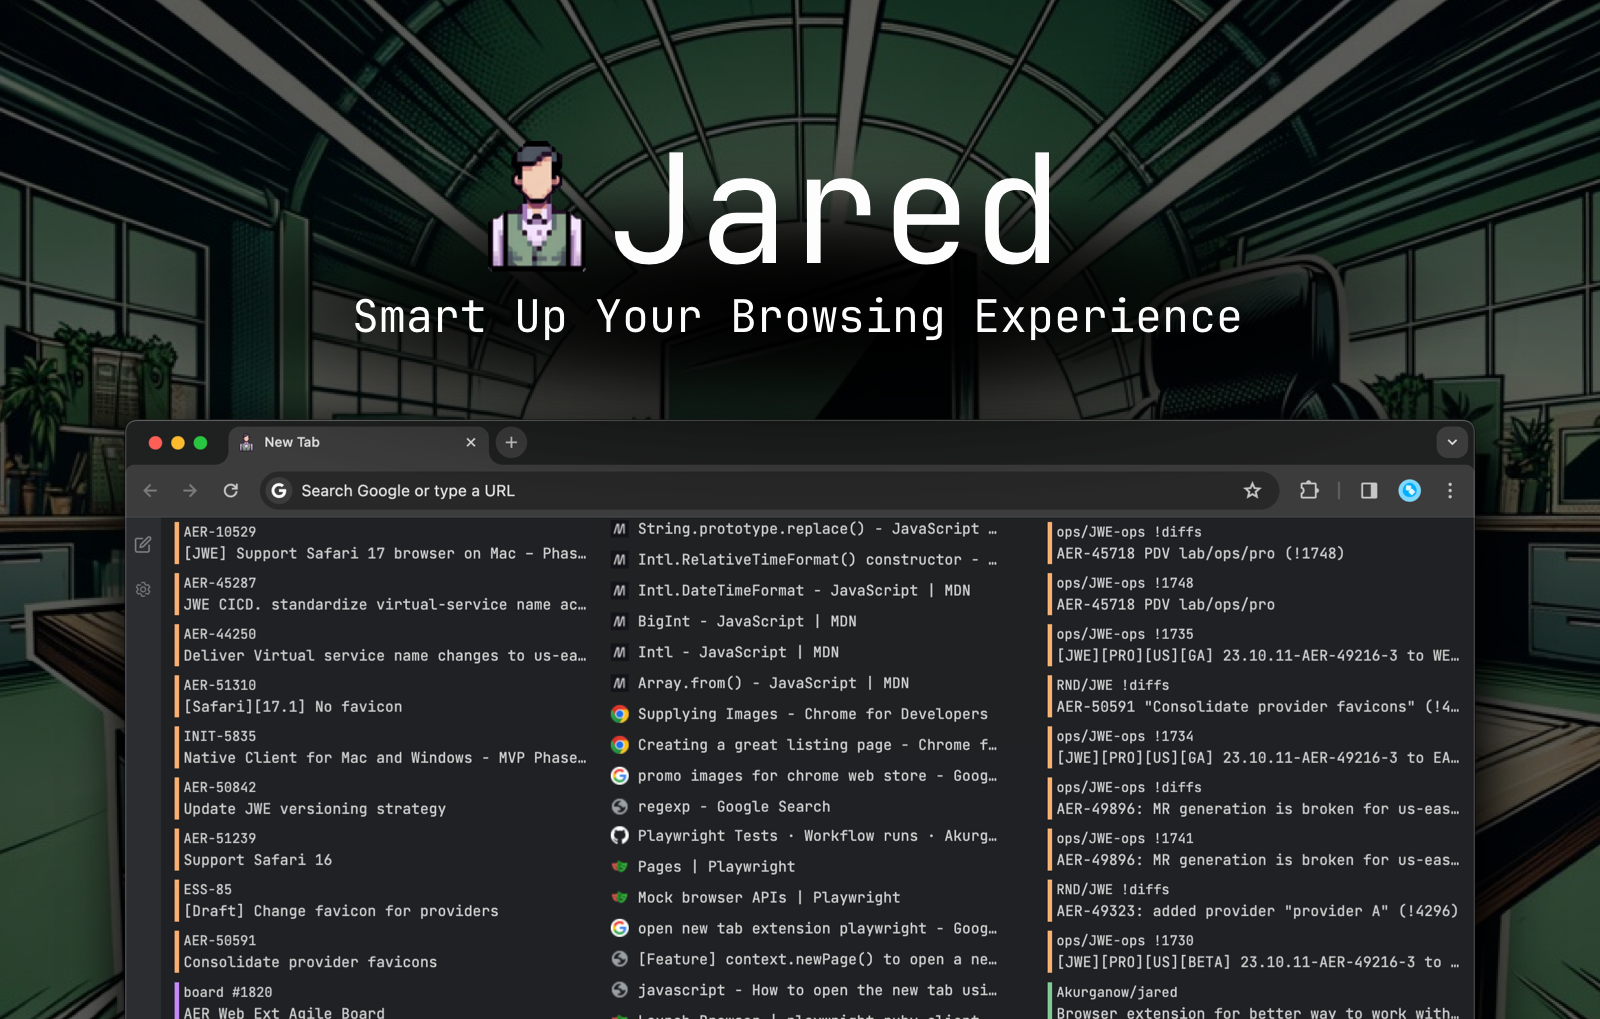 Jared
Smart Up Your Browsing Experience
New Tab
Search Google or type a URL
AER-10529
[JWE] Support Safari 17 browser on Mac – Phas…
AER-45287
JWE CICD. standardize virtual-service name ac…
AER-44250
Deliver Virtual service name changes to us-ea…
AER-51310
[Safari][17.1] No favicon
INIT-5835
Native Client for Mac and Windows - MVP Phase…
AER-50842
Update JWE versioning strategy
AER-51239
Support Safari 16
ESS-85
[Draft] Change favicon for providers
AER-50591
Consolidate provider favicons
board #1820
AER Web Ext Agile Board
String.prototype.replace() - JavaScript …
Intl.RelativeTimeFormat() constructor - …
Intl.DateTimeFormat - JavaScript | MDN
BigInt - JavaScript | MDN
Intl - JavaScript | MDN
Array.from() - JavaScript | MDN
Supplying Images - Chrome for Developers
Creating a great listing page - Chrome f…
promo images for chrome web store - Goog…
regexp - Google Search
Playwright Tests · Workflow runs · Akurg…
Pages | Playwright
Mock browser APIs | Playwright
open new tab extension playwright - Goog…
[Feature] context.newPage() to open a ne…
javascript - How to open the new tab usi…
Launch Browser | playwright-ruby-client
ops/JWE-ops !diffs
AER-45718 PDV lab/ops/pro (!1748)
ops/JWE-ops !1748
AER-45718 PDV lab/ops/pro
ops/JWE-ops !1735
[JWE][PRO][US][GA] 23.10.11-AER-49216-3 to WE…
RND/JWE !diffs
AER-50591 "Consolidate provider favicons" (!4…
ops/JWE-ops !1734
[JWE][PRO][US][GA] 23.10.11-AER-49216-3 to EA…
ops/JWE-ops !diffs
AER-49896: MR generation is broken for us-eas…
ops/JWE-ops !1741
AER-49896: MR generation is broken for us-eas…
RND/JWE !diffs
AER-49323: added provider "provider A" (!4296)
ops/JWE-ops !1730
[JWE][PRO][US][BETA] 23.10.11-AER-49216-3 to …
Akurganow/jared
Browser extension for better way to work with…